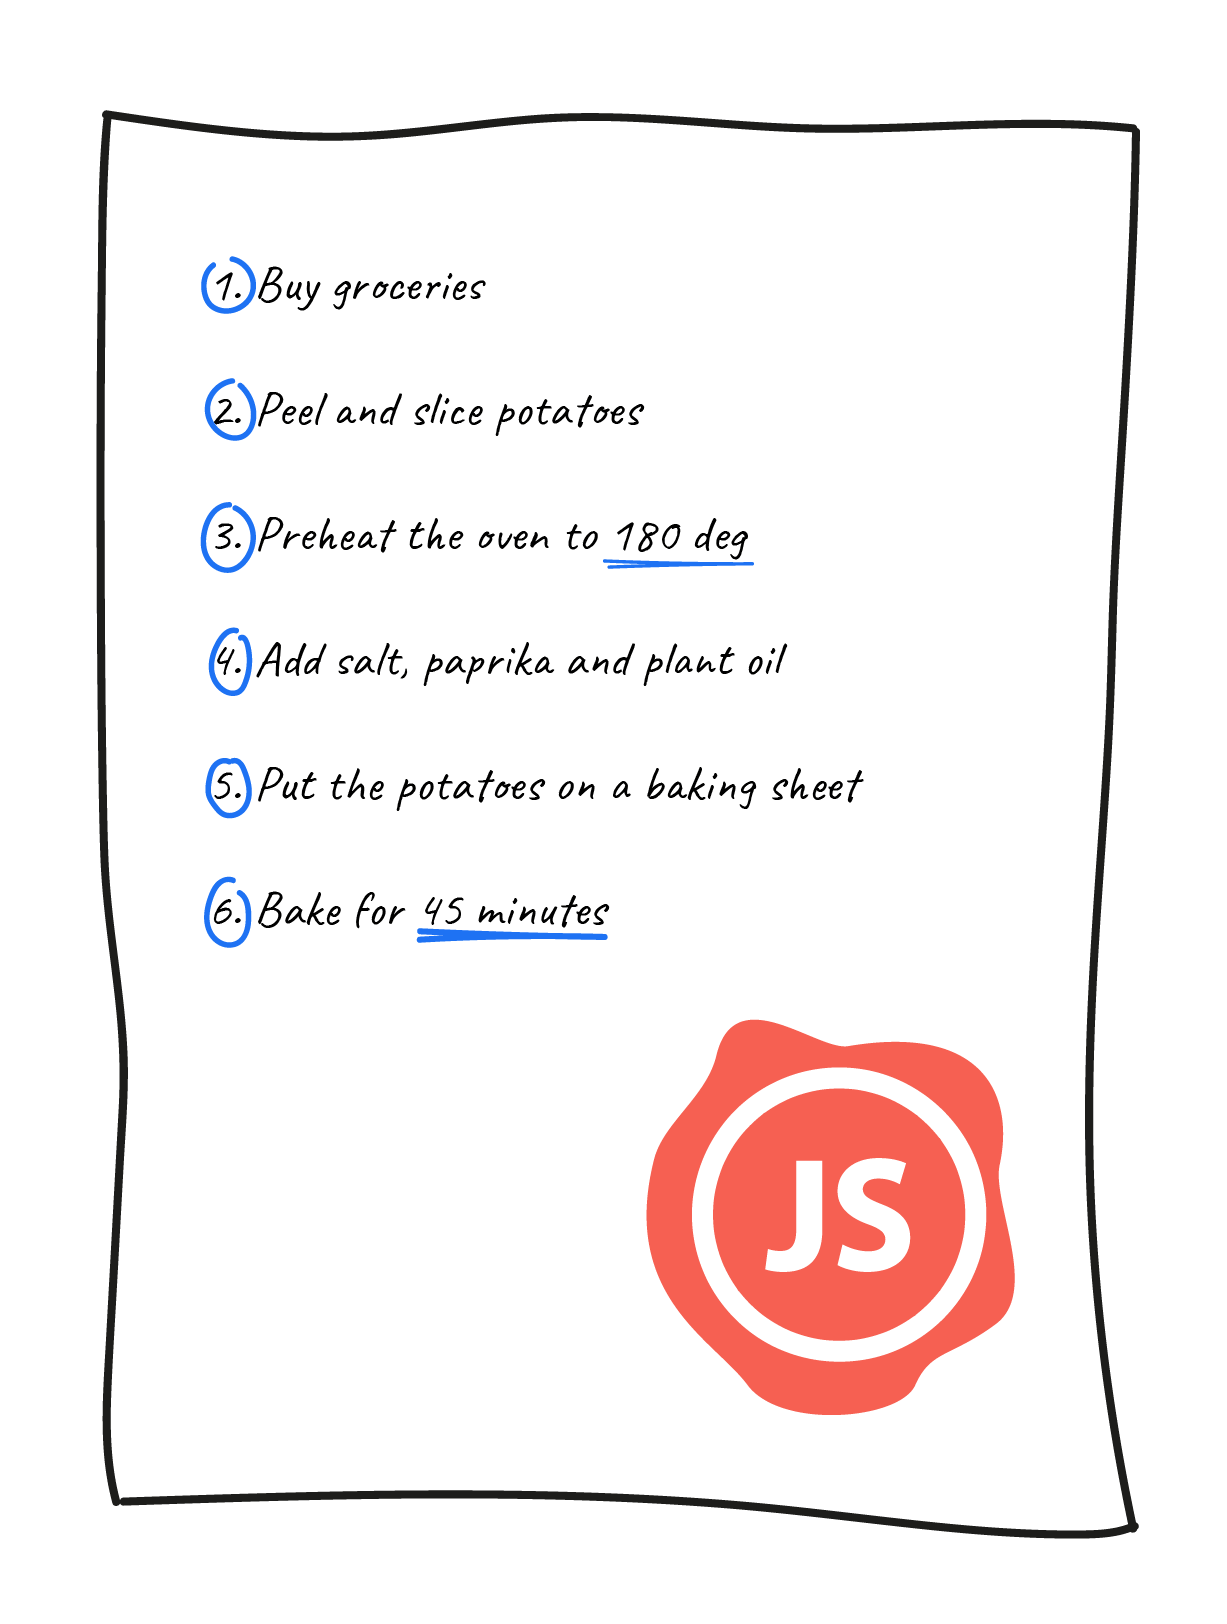 1. Buy groceries
2. Peel and slice potatoes
3. Preheat the oven to 180 deg
4. Add salt, paprika and plant oil
5. Put the potatoes on a baking sheet
6. Bake for 45 minutes
JS